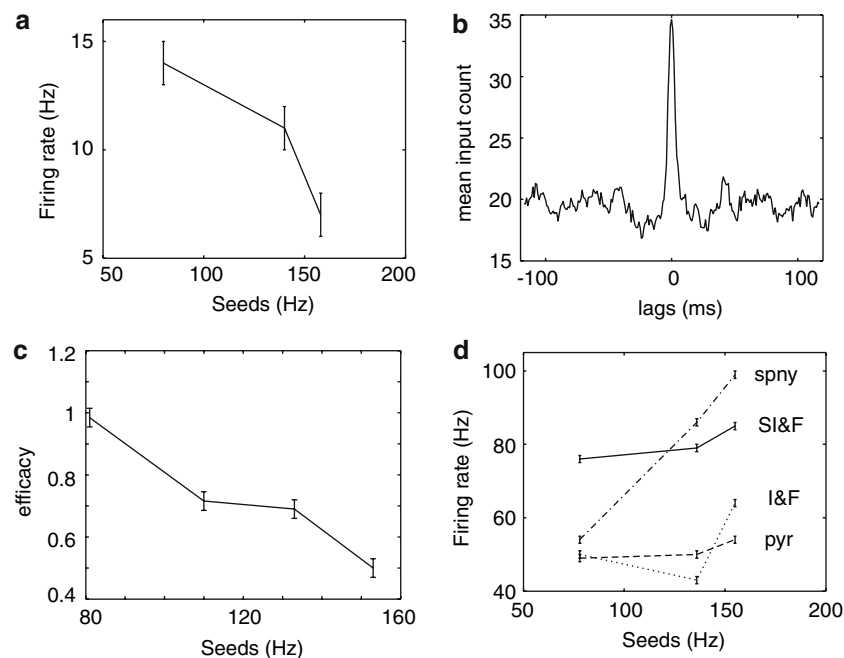 a
Firing rate (Hz)
15
10
5
50 100 150 200
Seeds (Hz)
b
mean input count
35
30
25
20
15
-100 0 100
lags (ms)
c
efficacy
1.2
1
0.8
0.6
0.4
80 120 160
Seeds (Hz)
d
Firing rate (Hz)
100
80
60
40
50 100 150 200
Seeds (Hz)
spny
SI&F
I&F
pyr